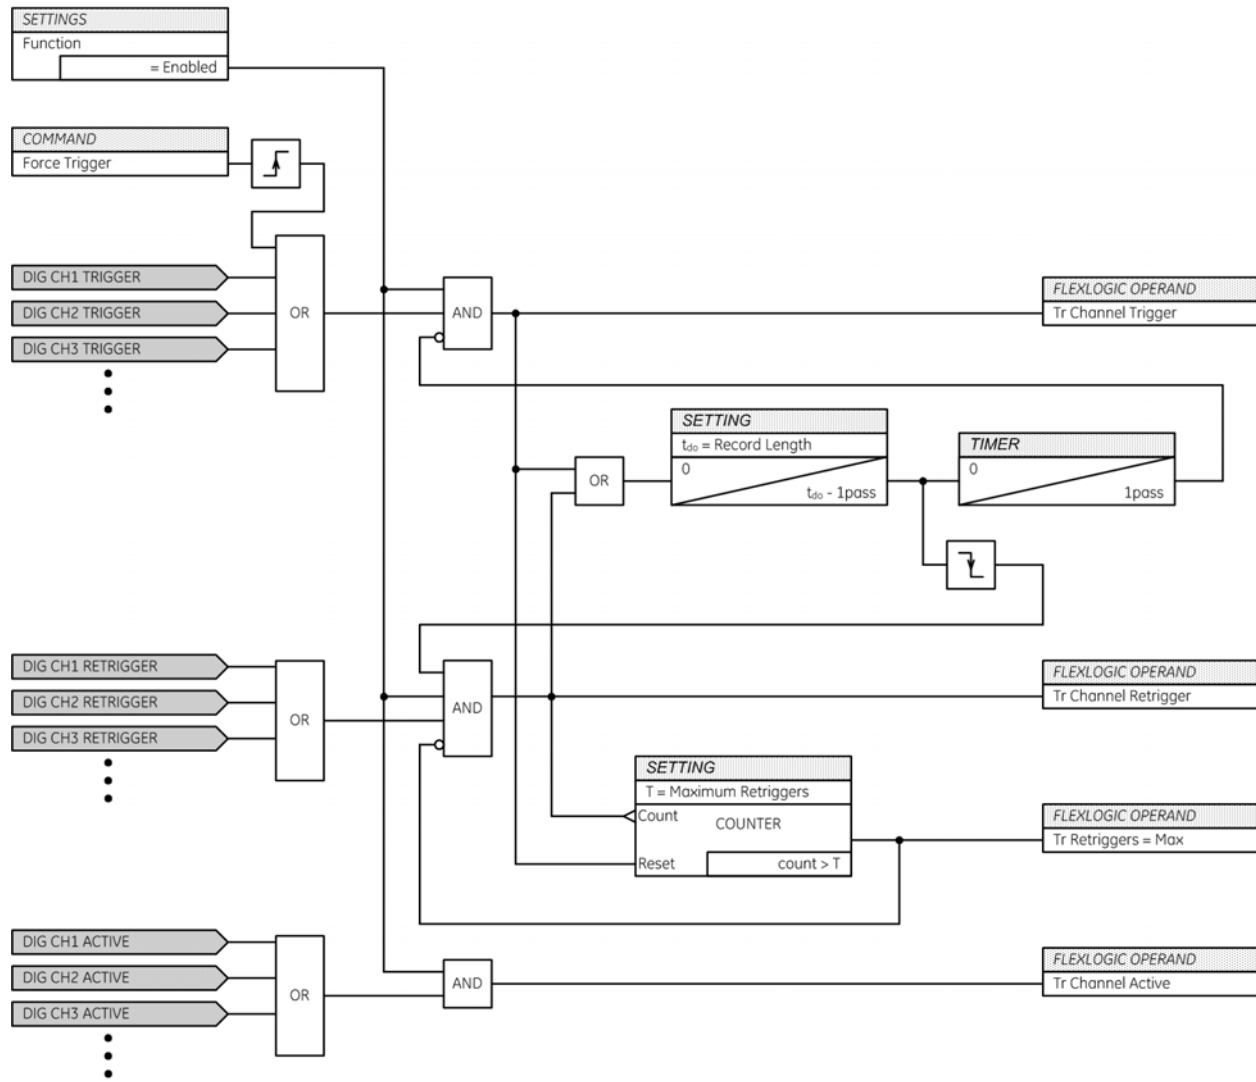 SETTINGS
Function
= Enabled
COMMAND
Force Trigger
DIG CH1 TRIGGER
DIG CH2 TRIGGER
DIG CH3 TRIGGER
OR
AND
FLEXLOGIC OPERAND
Tr Channel Trigger
SETTING
tdo = Record Length
0
tdo - 1pass
OR
TIMER
0
1pass
DIG CH1 RETRIGGER
DIG CH2 RETRIGGER
DIG CH3 RETRIGGER
OR
AND
FLEXLOGIC OPERAND
Tr Channel Retrigger
SETTING
T = Maximum Retriggers
Count
COUNTER
Reset
count > T
FLEXLOGIC OPERAND
Tr Retriggers = Max
DIG CH1 ACTIVE
DIG CH2 ACTIVE
DIG CH3 ACTIVE
OR
AND
FLEXLOGIC OPERAND
Tr Channel Active